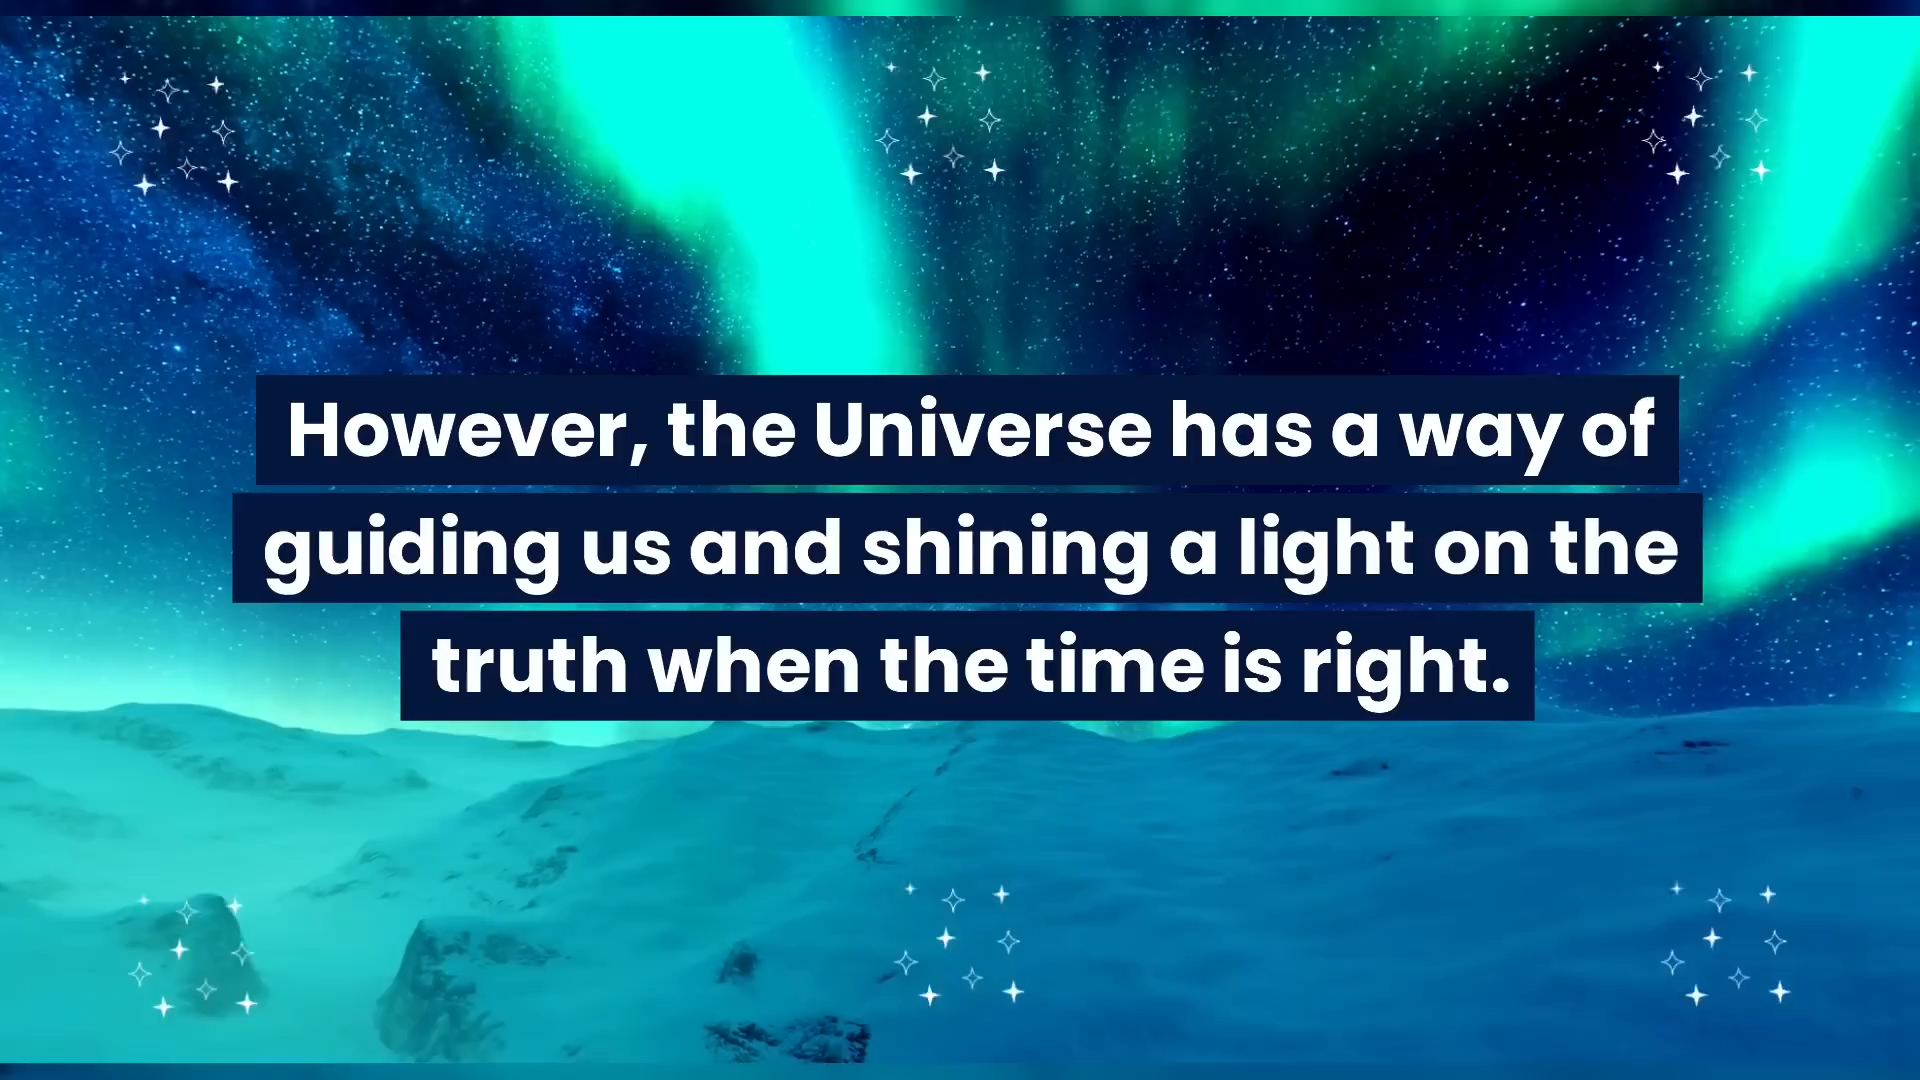 However, the Universe has a way of
guiding us and shining a light on the
truth when the time is right.